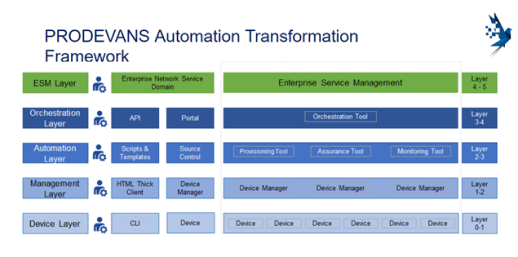 PRODEVANS Automation Transformation
Framework
ESM Layer
Enterprise Network Service
Domain
Enterprise Service Management
Layer
4 - 5
Orchestration
Layer
API
Portal
Orchestration Tool
Layer
3-4
Automation
Layer
Scripts &
Templates
Source
Control
Provisioning Tool
Assurance Tool
Monitoring Tool
Layer
2-3
Management
Layer
HTML Thick
Client
Device
Manager
Device Manager
Device Manager
Device Manager
Layer
1-2
Device Layer
CLI
Device
Device
Device
Device
Device
Device
Device
Layer
0-1